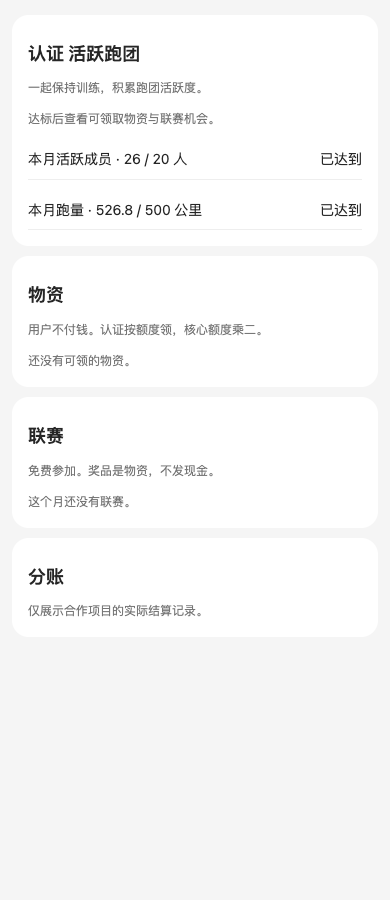 认证 活跃跑团
一起保持训练，积累跑团活跃度。
达标后查看可领取物资与联赛机会。
本月活跃成员 · 26 / 20 人 已达到
本月跑量 · 526.8 / 500 公里 已达到
物资
用户不付钱。认证按额度领，核心额度乘二。
还没有可领的物资。
联赛
免费参加。奖品是物资，不发现金。
这个月还没有联赛。
分账
仅展示合作项目的实际结算记录。